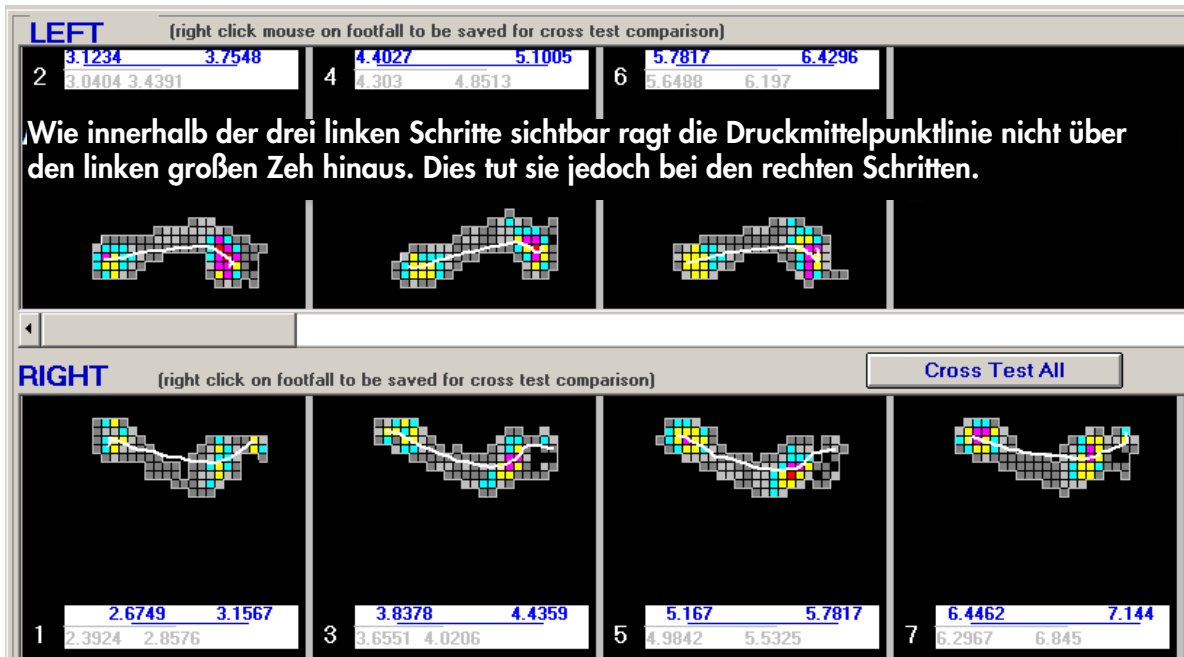 LEFT (right click mouse on footfall to be saved for cross test comparison)
2 3.1234 3.7548 4 4.4027 5.1005 6 5.7817 6.4296
3.0404 3.4391 4.303 4.8513 5.6488 6.197
Wie innerhalb der drei linken Schritte sichtbar ragt die Druckmittelpunktlinie nicht über
den linken großen Zeh hinaus. Dies tut sie jedoch bei den rechten Schritten.
RIGHT (right click on footfall to be saved for cross test comparison) Cross Test All
2.6749 3.1567 3.8378 4.4359 5.167 5.7817 6.4462 7.144
1 2.3924 2.8576 3 3.6551 4.0206 5 4.9842 5.5325 7 6.2967 6.845